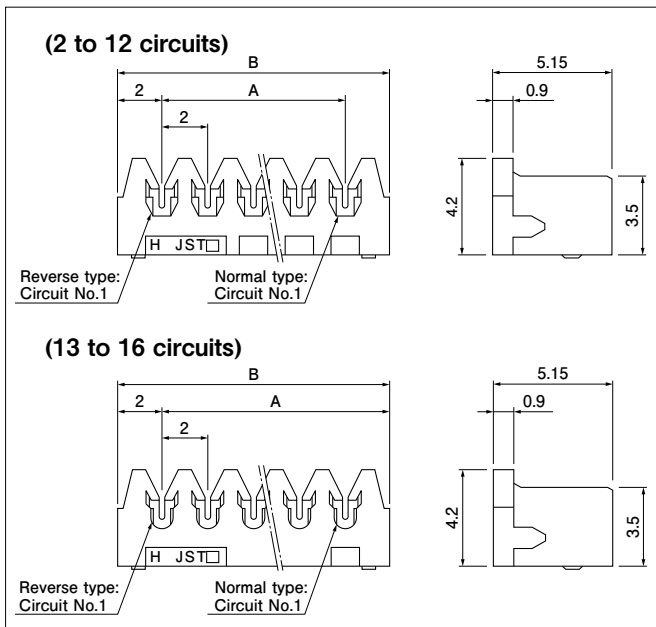 (2 to 12 circuits)
B
5.15
2
A
0.9
2
4.2
3.5
H JST□
Reverse type:
Circuit No.1
Normal type:
Circuit No.1
(13 to 16 circuits)
B
5.15
2
A
0.9
2
4.2
3.5
H JST□
Reverse type:
Circuit No.1
Normal type:
Circuit No.1